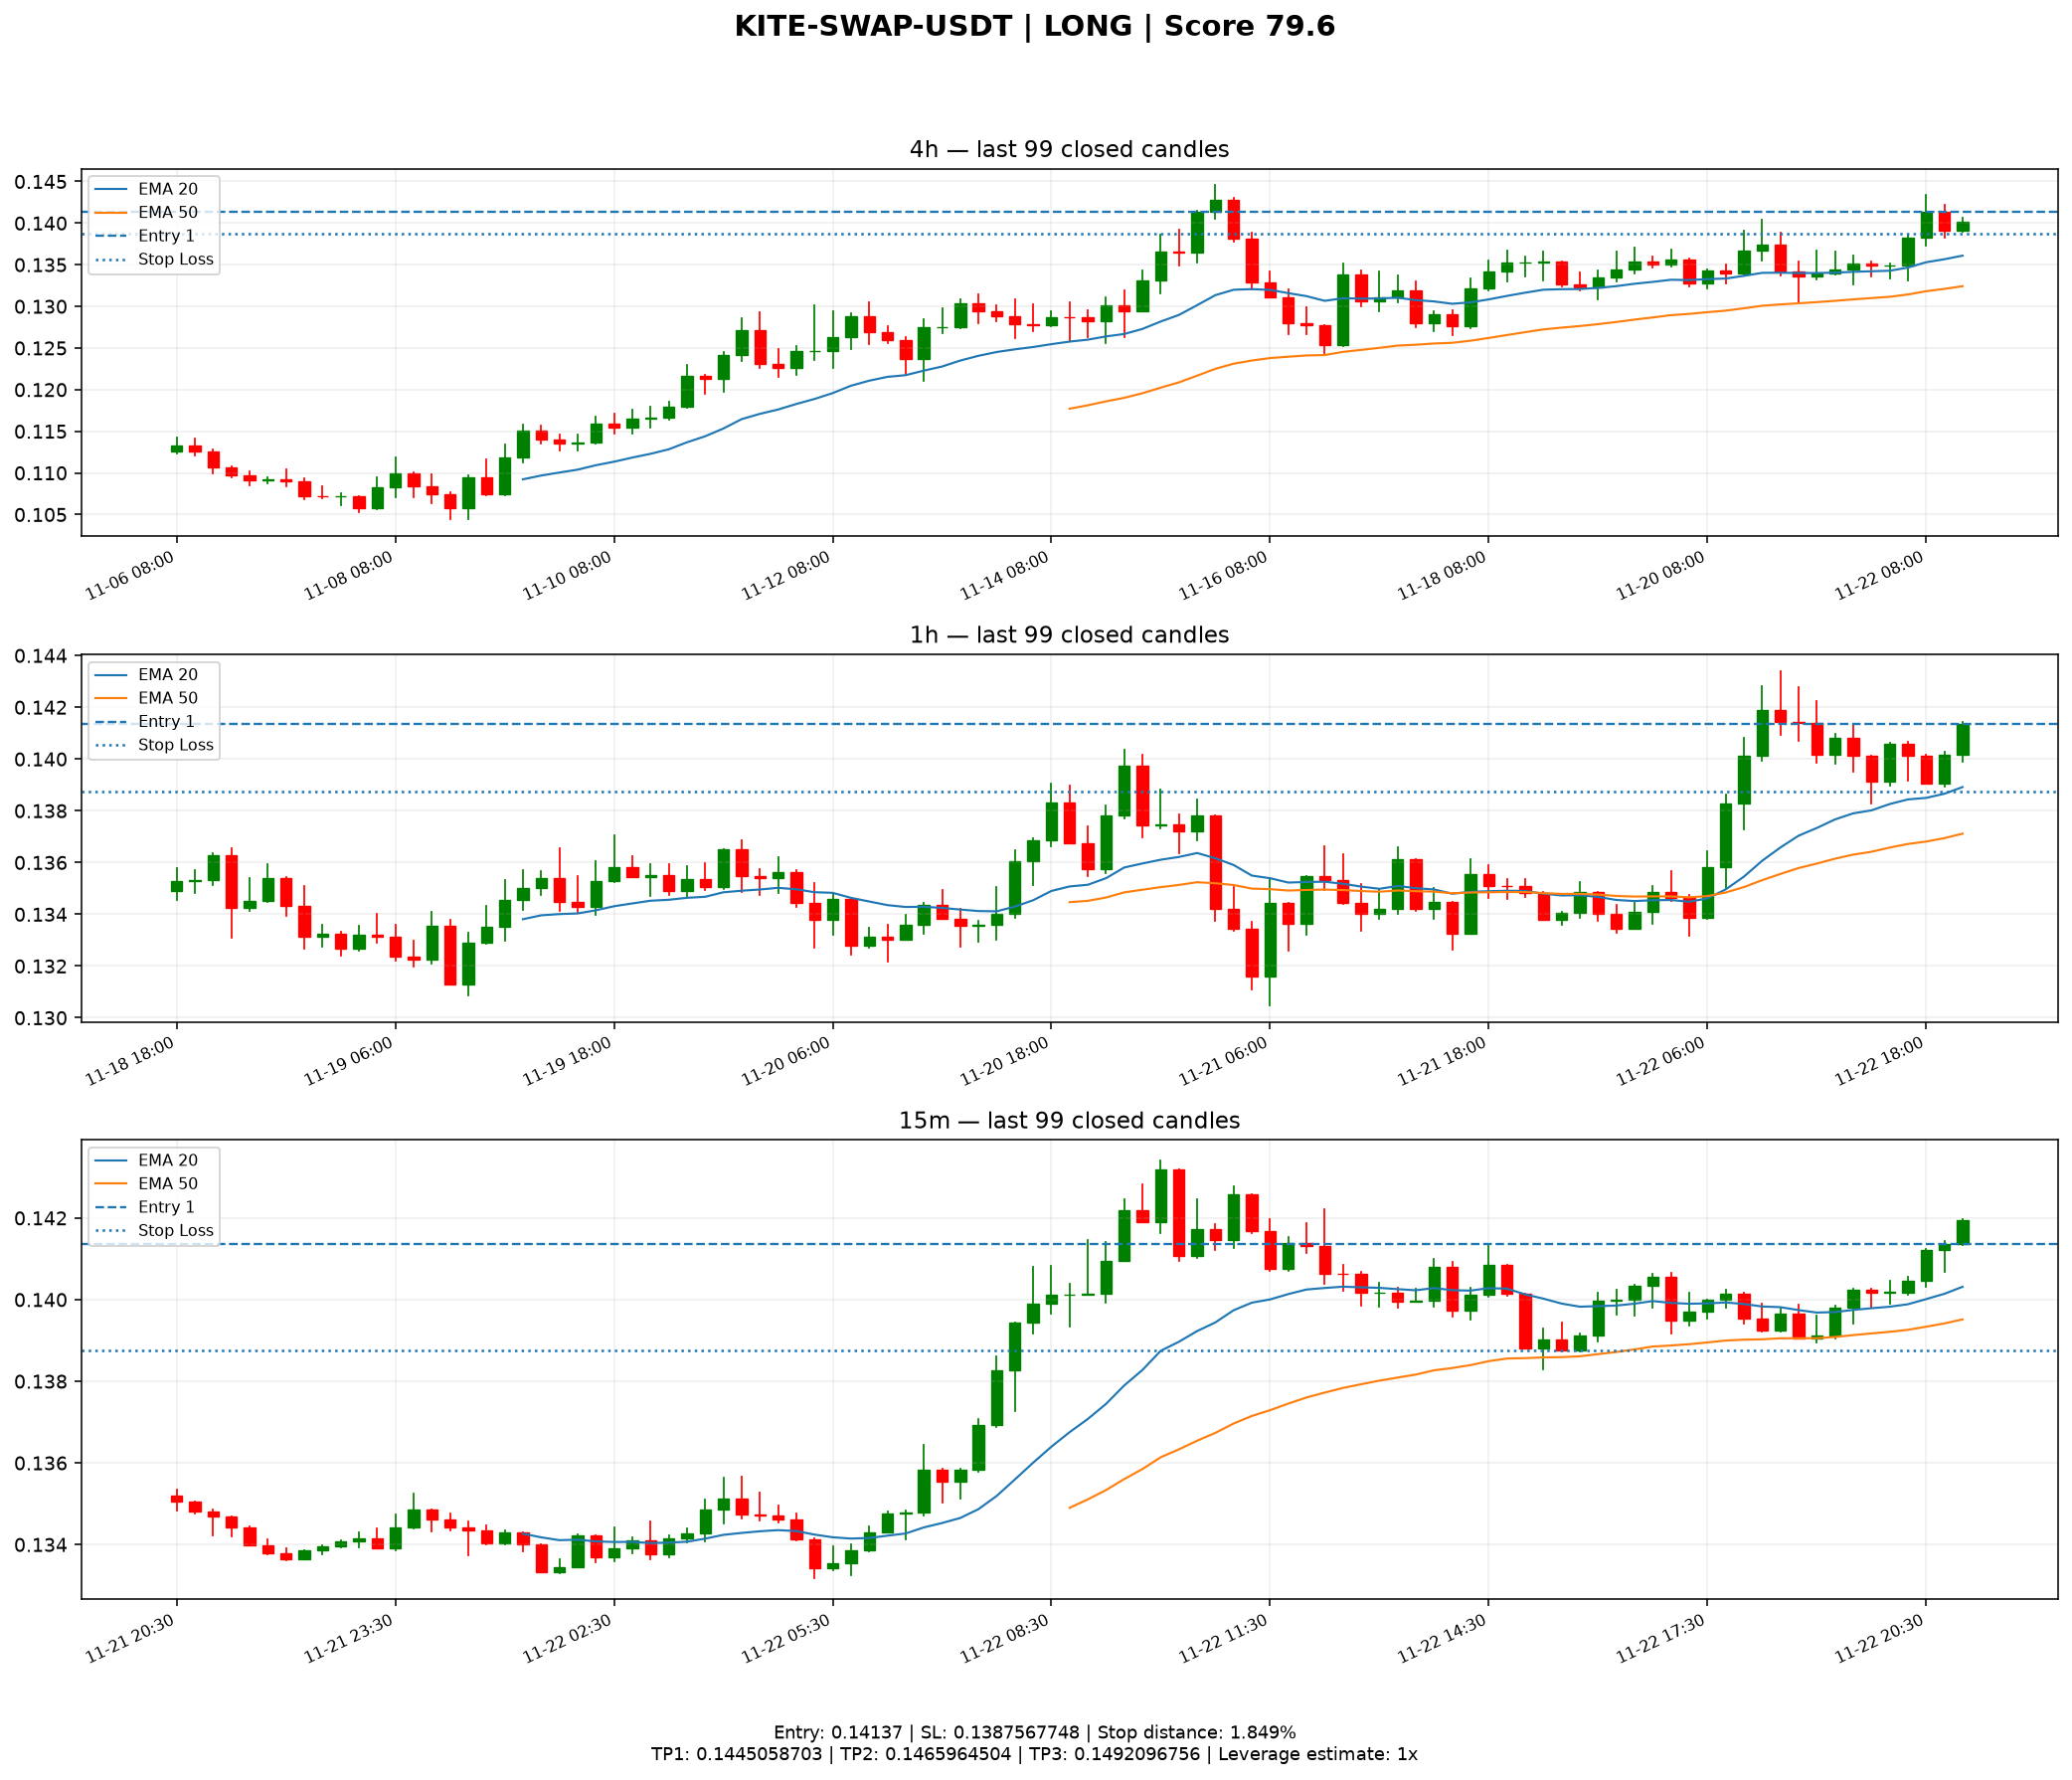 KITE-SWAP-USDT | LONG | Score 79.6
4h — last 99 closed candles
EMA 20
EMA 50
Entry 1
Stop Loss
0.145
0.140
0.135
0.130
0.125
0.120
0.115
0.110
0.105
11-06 08:00
11-08 08:00
11-10 08:00
11-12 08:00
11-14 08:00
11-16 08:00
11-18 08:00
11-20 08:00
11-22 08:00
1h — last 99 closed candles
EMA 20
EMA 50
Entry 1
Stop Loss
0.144
0.142
0.140
0.138
0.136
0.134
0.132
0.130
11-18 18:00
11-19 06:00
11-19 18:00
11-20 06:00
11-20 18:00
11-21 06:00
11-21 18:00
11-22 06:00
11-22 18:00
15m — last 99 closed candles
EMA 20
EMA 50
Entry 1
Stop Loss
0.142
0.140
0.138
0.136
0.134
11-21 20:30
11-21 23:30
11-22 02:30
11-22 05:30
11-22 08:30
11-22 11:30
11-22 14:30
11-22 17:30
11-22 20:30
Entry: 0.14137 | SL: 0.1387567748 | Stop distance: 1.849%
TP1: 0.1445058703 | TP2: 0.1465964504 | TP3: 0.1492096756 | Leverage estimate: 1x